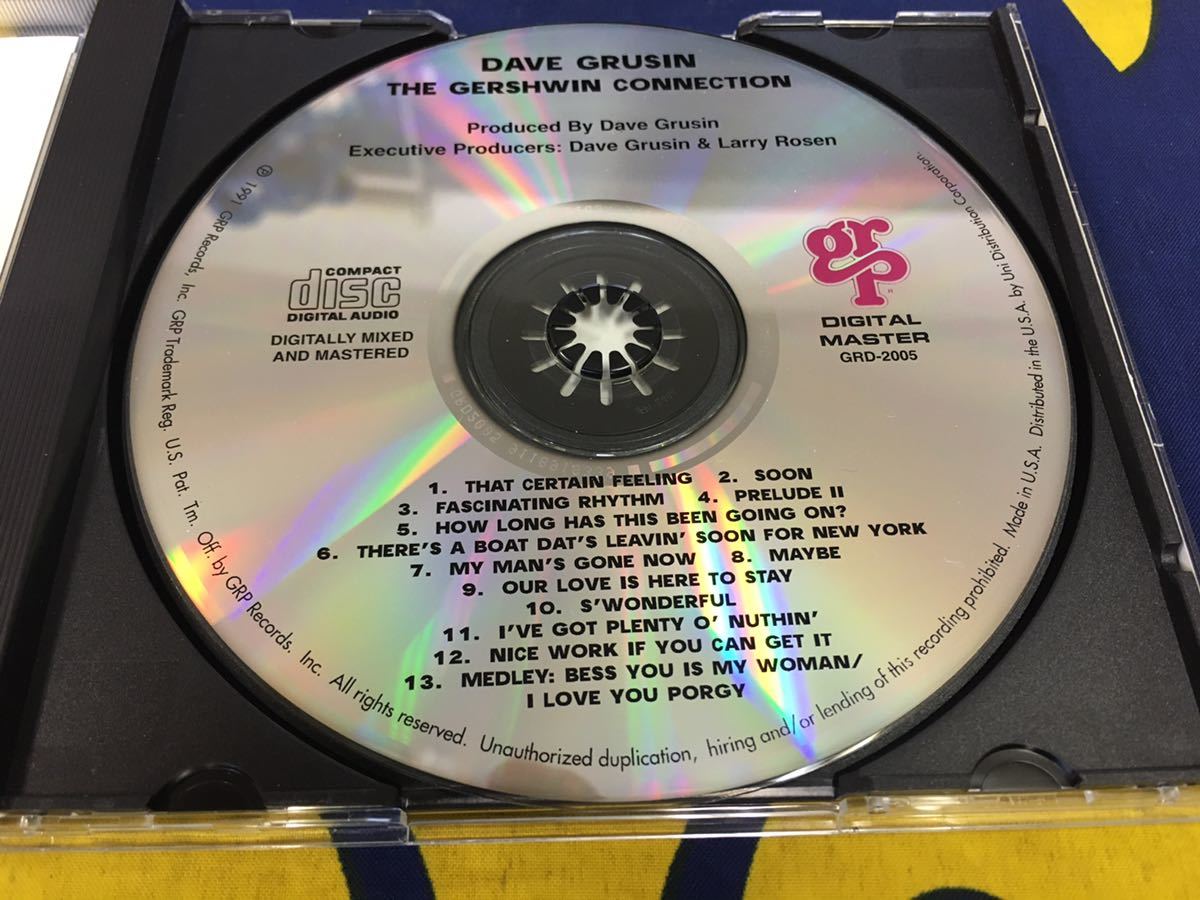 DAVE GRUSIN
THE GERSHWIN CONNECTION
Produced By Dave Grusin
Executive Producers: Dave Grusin & Larry Rosen
COMPACT
disc
DIGITAL AUDIO
DIGITALLY MIXED
AND MASTERED
grp
DIGITAL
MASTER
GRD-2005
1. THAT CERTAIN FEELING 2. SOON
3. FASCINATING RHYTHM 4. PRELUDE II
5. HOW LONG HAS THIS BEEN GOING ON?
6. THERE'S A BOAT DAT'S LEAVIN' SOON FOR NEW YORK
7. MY MAN'S GONE NOW 8. MAYBE
9. OUR LOVE IS HERE TO STAY
10. S'WONDERFUL
11. I'VE GOT PLENTY O' NUTHIN'
12. NICE WORK IF YOU CAN GET IT
13. MEDLEY: BESS YOU IS MY WOMAN/
I LOVE YOU PORGY
℗ 1991 GRP Records, Inc. GRP Trademark Reg. U.S. Pat. Tm. Off. by GRP Records, Inc. All rights reserved. Unauthorized duplication, hiring and/or lending of this recording prohibited. Made in U.S.A. Distributed in the U.S.A. by Uni Distribution Corporation.